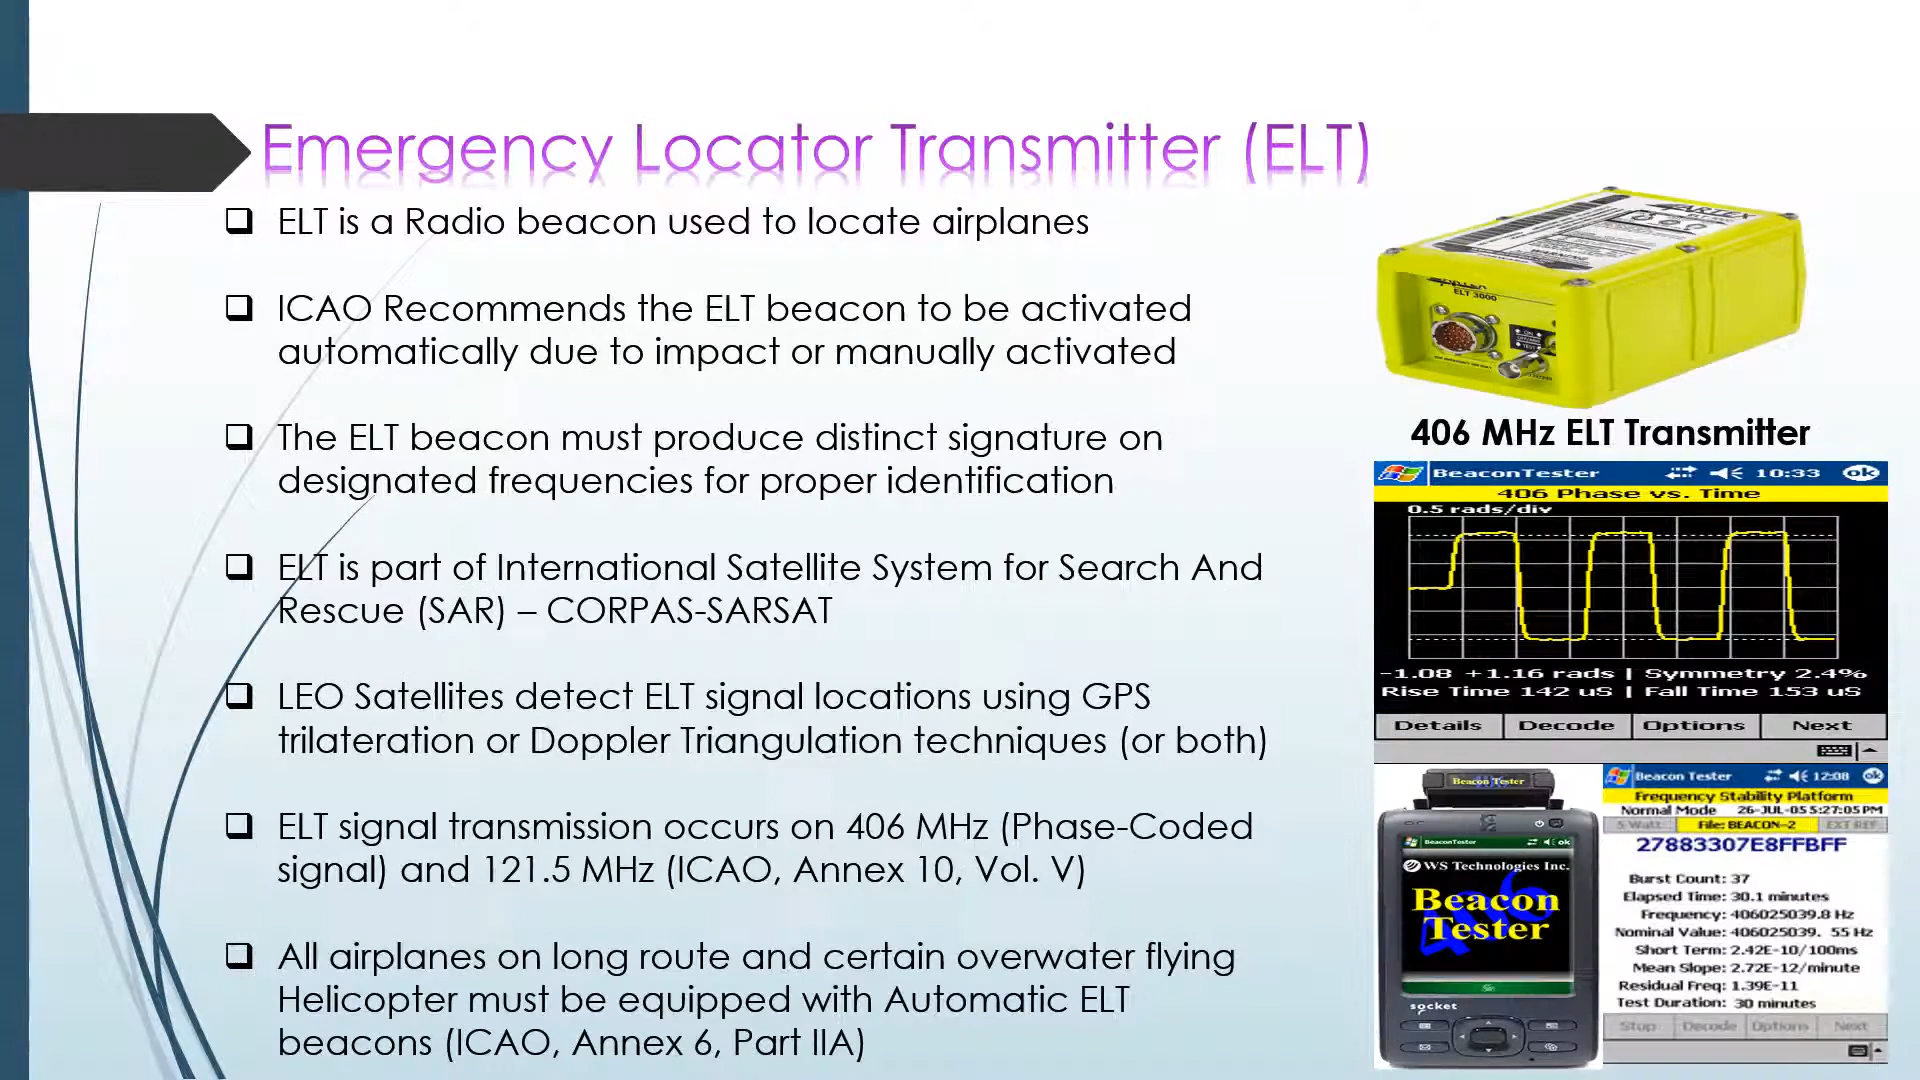 Emergency Locator Transmitter (ELT)
ELT is a Radio beacon used to locate airplanes
ICAO Recommends the ELT beacon to be activated
automatically due to impact or manually activated
The ELT beacon must produce distinct signature on
designated frequencies for proper identification
ELT is part of International Satellite System for Search And
Rescue (SAR) – CORPAS-SARSAT
LEO Satellites detect ELT signal locations using GPS
trilateration or Doppler Triangulation techniques (or both)
ELT signal transmission occurs on 406 MHz (Phase-Coded
signal) and 121.5 MHz (ICAO, Annex 10, Vol. V)
All airplanes on long route and certain overwater flying
Helicopter must be equipped with Automatic ELT
beacons (ICAO, Annex 6, Part IIA)
ARTEX
ELT 3000
406 MHz ELT Transmitter
BeaconTester 10:33 ok
406 Phase vs. Time
0.5 rads/div
-1.08 +1.16 rads | Symmetry 2.4%
Rise Time 142 uS | Fall Time 153 uS
Details Decode Options Next
Beacon Tester
BeaconTester ok
WS Technologies Inc.
406
Beacon
Tester
socket
Beacon Tester 12:08 ok
Frequency Stability Platform
Normal Mode 26-JUL-05 5:27:05 PM
5 Watt File: BEACON-2 EXT REF
27883307E8FFBFF
Burst Count: 37
Elapsed Time: 30.1 minutes
Frequency: 406025039.8 Hz
Nominal Value: 406025039. 55 Hz
Short Term: 2.42E-10/100ms
Mean Slope: 2.72E-12/minute
Residual Freq: 1.39E-11
Test Duration: 30 minutes
Stop Decode Options Next